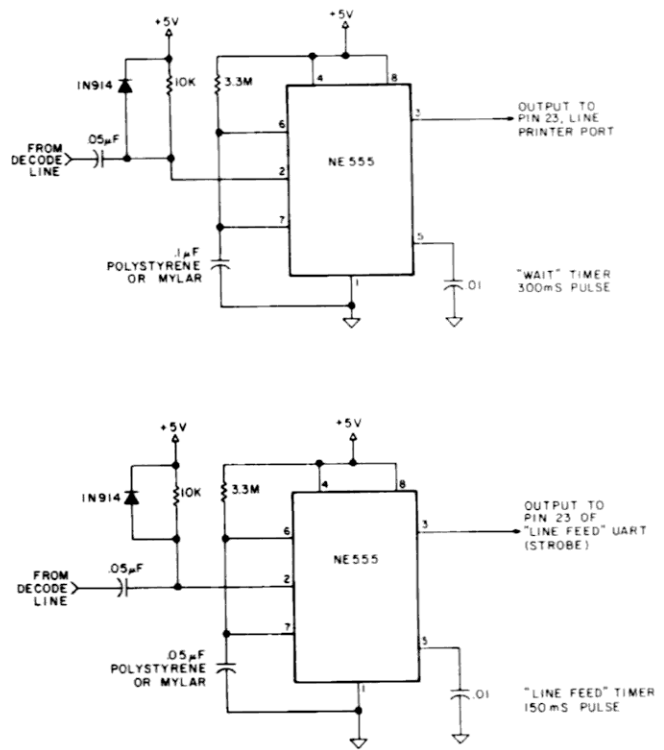 +5V
+5V
1N914
10K
3.3M
4
8
FROM
DECODE
LINE
.05µF
6
2
7
NE555
3
OUTPUT TO
PIN 23, LINE
PRINTER PORT
5
.1µF
POLYSTYRENE
OR MYLAR
1
.01
"WAIT" TIMER
300mS PULSE
+5V
+5V
1N914
10K
3.3M
4
8
FROM
DECODE
LINE
.05µF
6
2
7
NE555
3
OUTPUT TO
PIN 23 OF
"LINE FEED" UART
(STROBE)
5
.05µF
POLYSTYRENE
OR MYLAR
1
.01
"LINE FEED" TIMER
150mS PULSE